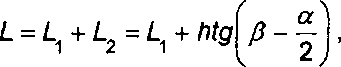 L = L₁ + L₂ = L₁ + htg(β − α/2),